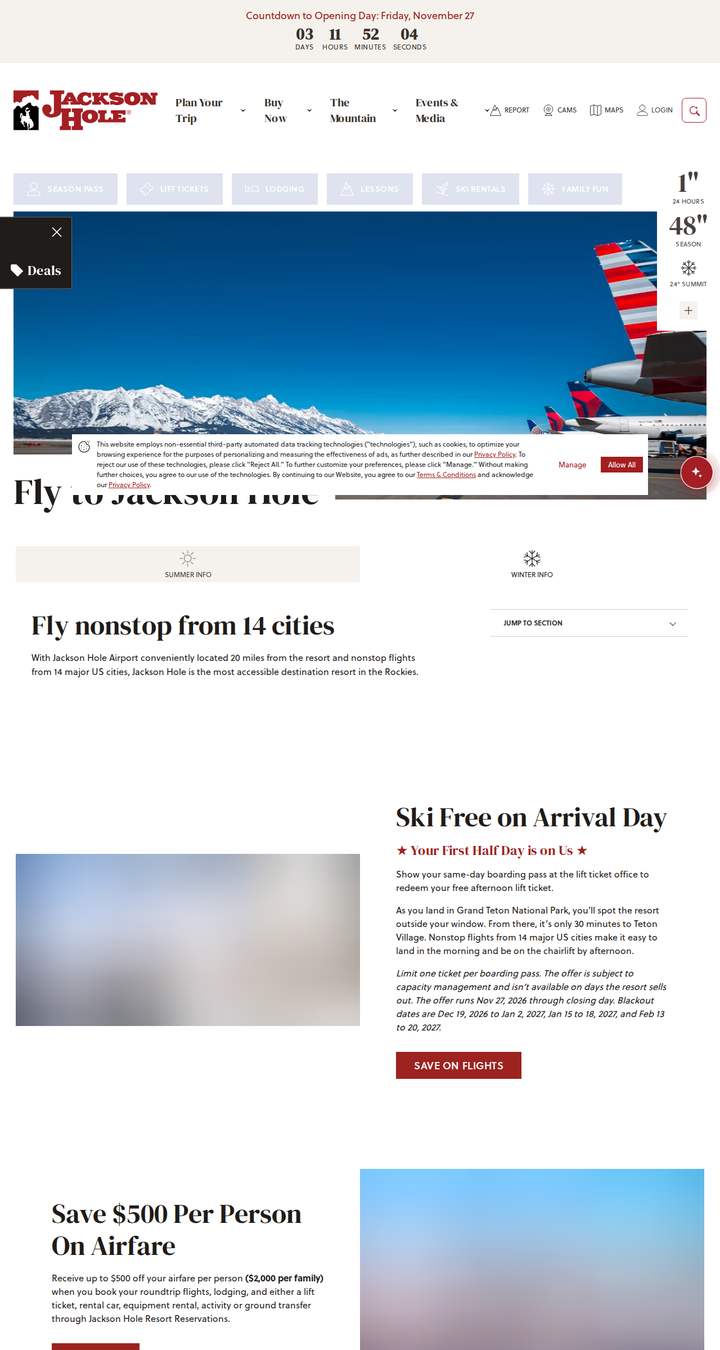 Countdown to Opening Day: Friday, November 27
03 11 52 04
DAYS HOURS MINUTES SECONDS
JACKSON HOLE
Plan Your Trip
Buy Now
The Mountain
Events & Media
REPORT
CAMS
MAPS
LOGIN
SEASON PASS
LIFT TICKETS
LODGING
LESSONS
SKI RENTALS
FAMILY FUN
1"
24 HOURS
48"
SEASON
24" SUMMIT
Deals
This website employs non-essential third-party automated data tracking technologies ("technologies"), such as cookies, to optimize your
browsing experience for the purposes of personalizing and measuring the effectiveness of ads, as further described in our Privacy Policy. To
reject our use of these technologies, please click "Reject All." To further customize your preferences, please click "Manage." Without making
further choices, you agree to our use of the technologies. By continuing to our Website, you agree to our Terms & Conditions and acknowledge
our Privacy Policy.
Manage
Allow All
Fly to Jackson Hole
SUMMER INFO
WINTER INFO
Fly nonstop from 14 cities
JUMP TO SECTION
With Jackson Hole Airport conveniently located 20 miles from the resort and nonstop flights
from 14 major US cities, Jackson Hole is the most accessible destination resort in the Rockies.
Ski Free on Arrival Day
★ Your First Half Day is on Us ★
Show your same-day boarding pass at the lift ticket office to
redeem your free afternoon lift ticket.
As you land in Grand Teton National Park, you'll spot the resort
outside your window. From there, it's only 30 minutes to Teton
Village. Nonstop flights from 14 major US cities make it easy to
land in the morning and be on the chairlift by afternoon.
Limit one ticket per boarding pass. The offer is subject to
capacity management and isn't available on days the resort sells
out. The offer runs Nov 27, 2026 through closing day. Blackout
dates are Dec 19, 2026 to Jan 2, 2027, Jan 15 to 18, 2027, and Feb 13
to 20, 2027.
SAVE ON FLIGHTS
Save $500 Per Person
On Airfare
Receive up to $500 off your airfare per person ($2,000 per family)
when you book your roundtrip flights, lodging, and either a lift
ticket, rental car, equipment rental, activity or ground transfer
through Jackson Hole Resort Reservations.